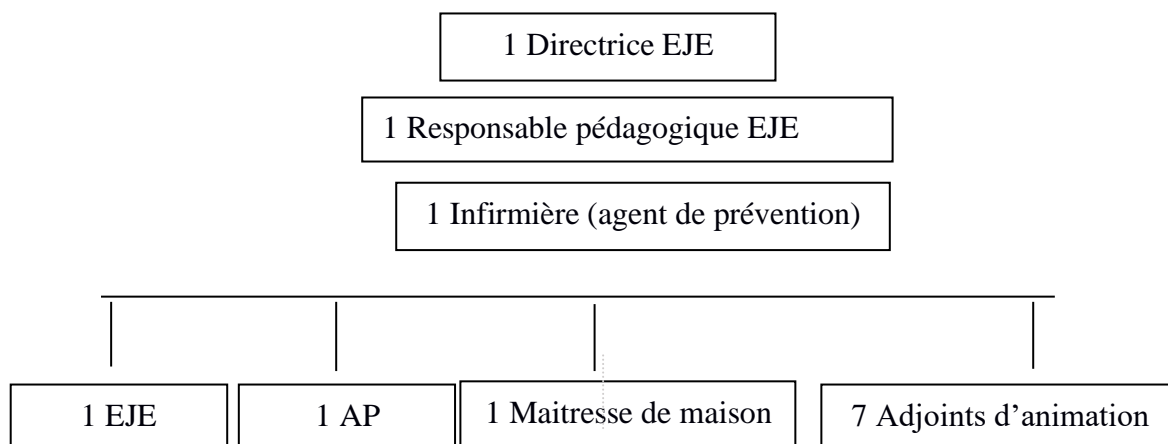 1 Directrice EJE
1 Responsable pédagogique EJE
1 Infirmière (agent de prévention)
1 EJE
1 AP
1 Maitresse de maison
7 Adjoints d’animation